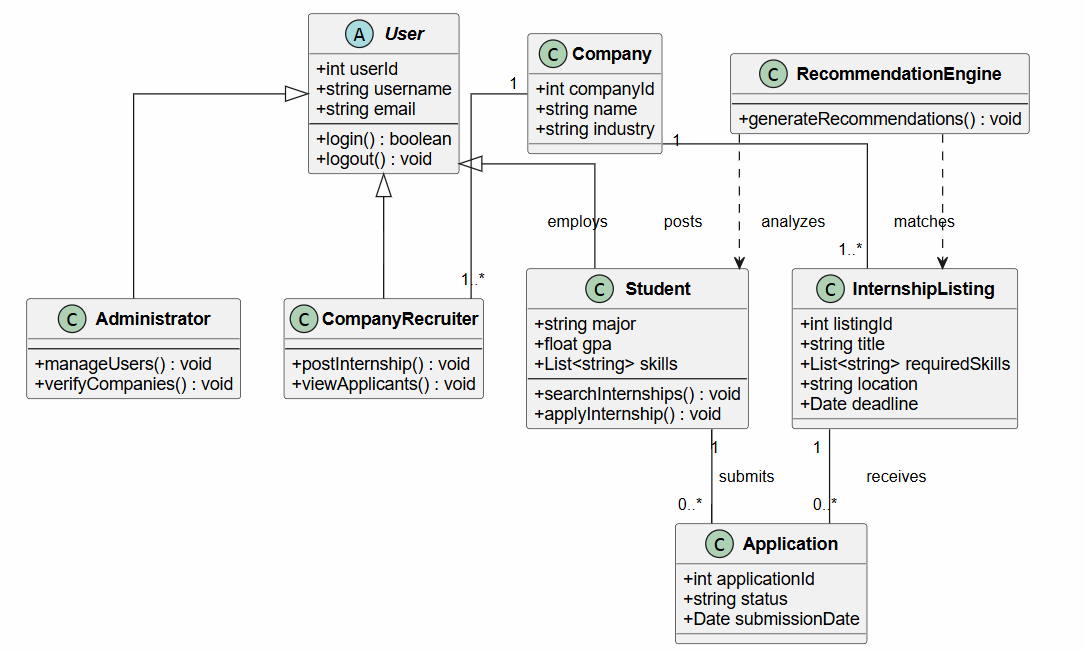 A User
+int userId
+string username
+string email
+login() : boolean
+logout() : void
C Company
+int companyId
+string name
+string industry
C RecommendationEngine
+generateRecommendations() : void
1
1
employs
posts
analyzes
matches
1..*
1..*
C Administrator
+manageUsers() : void
+verifyCompanies() : void
C CompanyRecruiter
+postInternship() : void
+viewApplicants() : void
C Student
+string major
+float gpa
+List<string> skills
+searchInternships() : void
+applyInternship() : void
C InternshipListing
+int listingId
+string title
+List<string> requiredSkills
+string location
+Date deadline
1
1
submits
receives
0..*
0..*
C Application
+int applicationId
+string status
+Date submissionDate